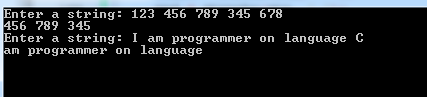 Enter a string: 123 456 789 345 678
456 789 345
Enter a string: I am programmer on language C
am programmer on language